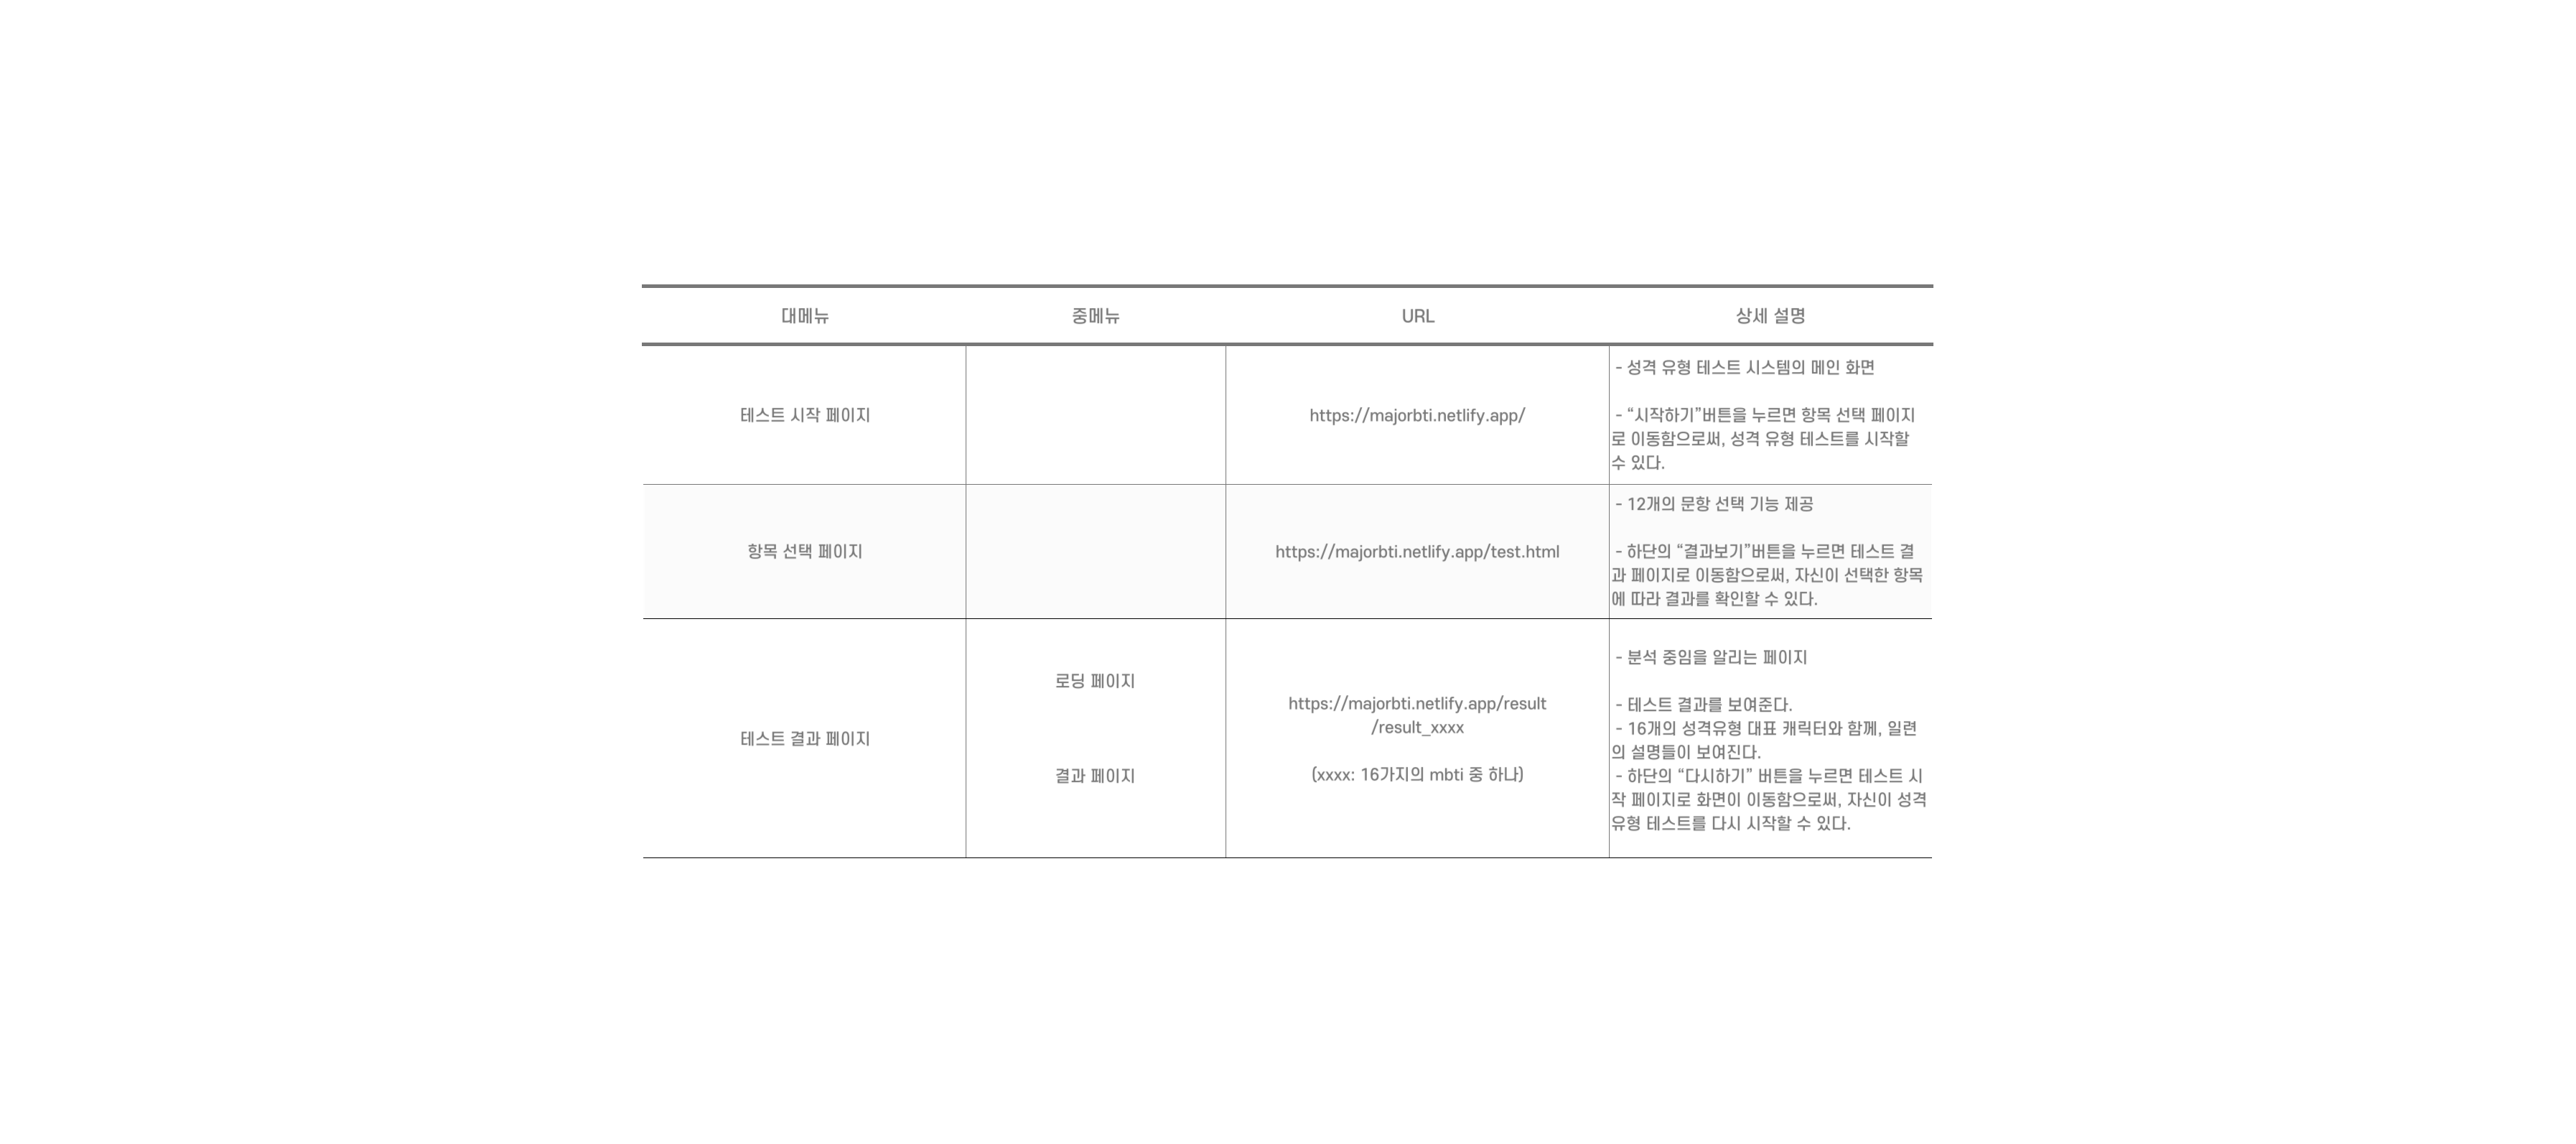 대메뉴 중메뉴 URL 상세 설명
테스트 시작 페이지
https://majorbti.netlify.app/
- 성격 유형 테스트 시스템의 메인 화면
- “시작하기”버튼을 누르면 항목 선택 페이지
로 이동함으로써, 성격 유형 테스트를 시작할
수 있다.
항목 선택 페이지
https://majorbti.netlify.app/test.html
- 12개의 문항 선택 기능 제공
- 하단의 “결과보기”버튼을 누르면 테스트 결
과 페이지로 이동함으로써, 자신이 선택한 항목
에 따라 결과를 확인할 수 있다.
테스트 결과 페이지
로딩 페이지
결과 페이지
https://majorbti.netlify.app/result
/result_xxxx
(xxxx: 16가지의 mbti 중 하나)
- 분석 중임을 알리는 페이지
- 테스트 결과를 보여준다.
- 16개의 성격유형 대표 캐릭터와 함께, 일련
의 설명들이 보여진다.
- 하단의 “다시하기” 버튼을 누르면 테스트 시
작 페이지로 화면이 이동함으로써, 자신이 성격
유형 테스트를 다시 시작할 수 있다.